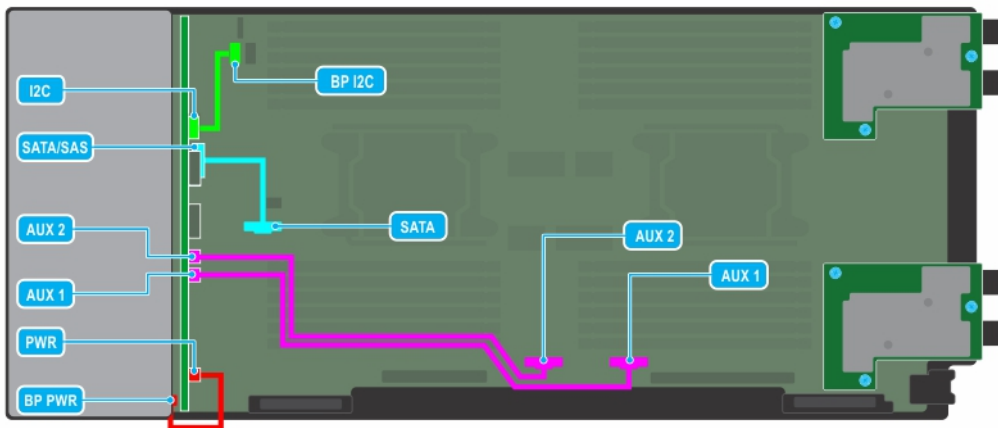 I2C
BP I2C
SATA/SAS
AUX 2
SATA
AUX 2
AUX 1
AUX 1
PWR
BP PWR